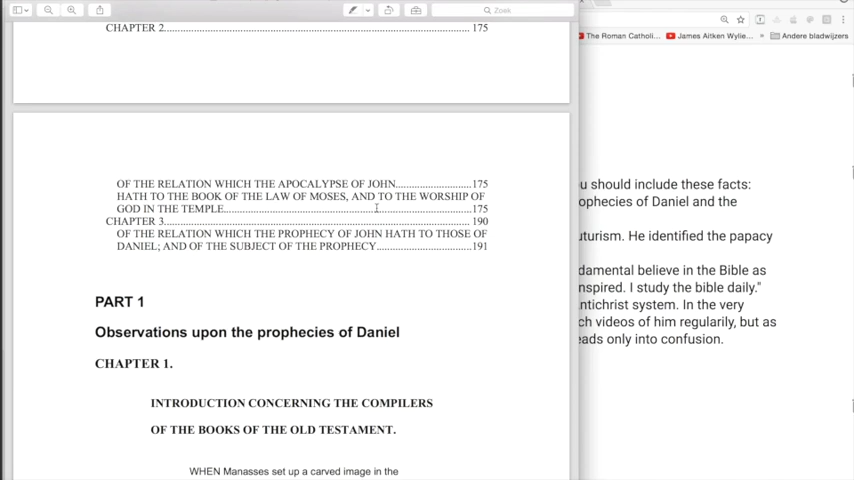 Zoek
The Roman Catholi...
James Aitken Wylie...
»
Andere bladwijzers
CHAPTER 2.......................................................................................................... 175
OF THE RELATION WHICH THE APOCALYPSE OF JOHN..........................175
HATH TO THE BOOK OF THE LAW OF MOSES, AND TO THE WORSHIP OF
GOD IN THE TEMPLE....................................................................................175
CHAPTER 3.......................................................................................................... 190
OF THE RELATION WHICH THE PROPHECY OF JOHN HATH TO THOSE OF
DANIEL; AND OF THE SUBJECT OF THE PROPHECY.................................191
PART 1
Observations upon the prophecies of Daniel
CHAPTER 1.
INTRODUCTION CONCERNING THE COMPILERS
OF THE BOOKS OF THE OLD TESTAMENT.
WHEN Manasses set up a carved image in the
u should include these facts:
ophecies of Daniel and the
uturism. He identified the papacy
damental believe in the Bible as
nspired. I study the bible daily."
ntichrist system. In the very
ch videos of him regularily, but as
eads only into confusion.